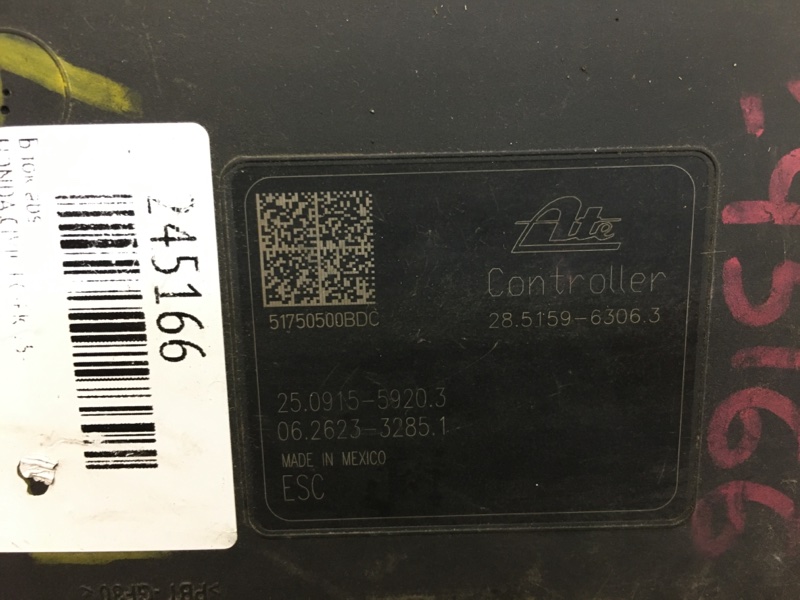 245166
51750500BDC
Ate
Controller
28.5159-6306.3
25.0915-5920.3
06.2623-3285.1
MADE IN MEXICO
ESC
45166